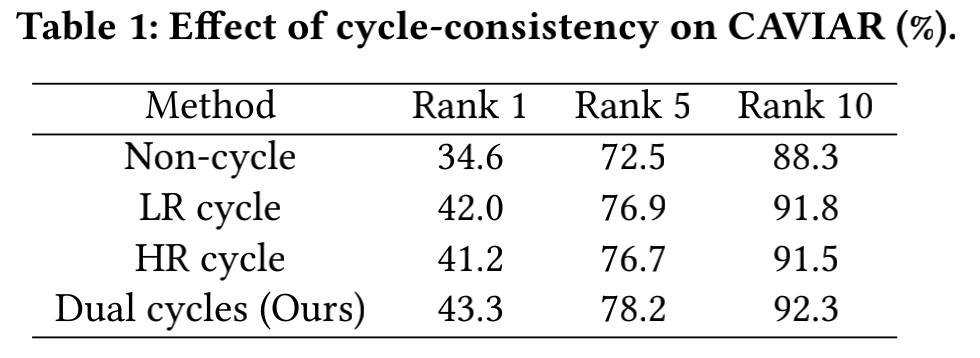 Table 1: Effect of cycle-consistency on CAVIAR (%).
Method Rank 1 Rank 5 Rank 10
Non-cycle 34.6 72.5 88.3
LR cycle 42.0 76.9 91.8
HR cycle 41.2 76.7 91.5
Dual cycles (Ours) 43.3 78.2 92.3